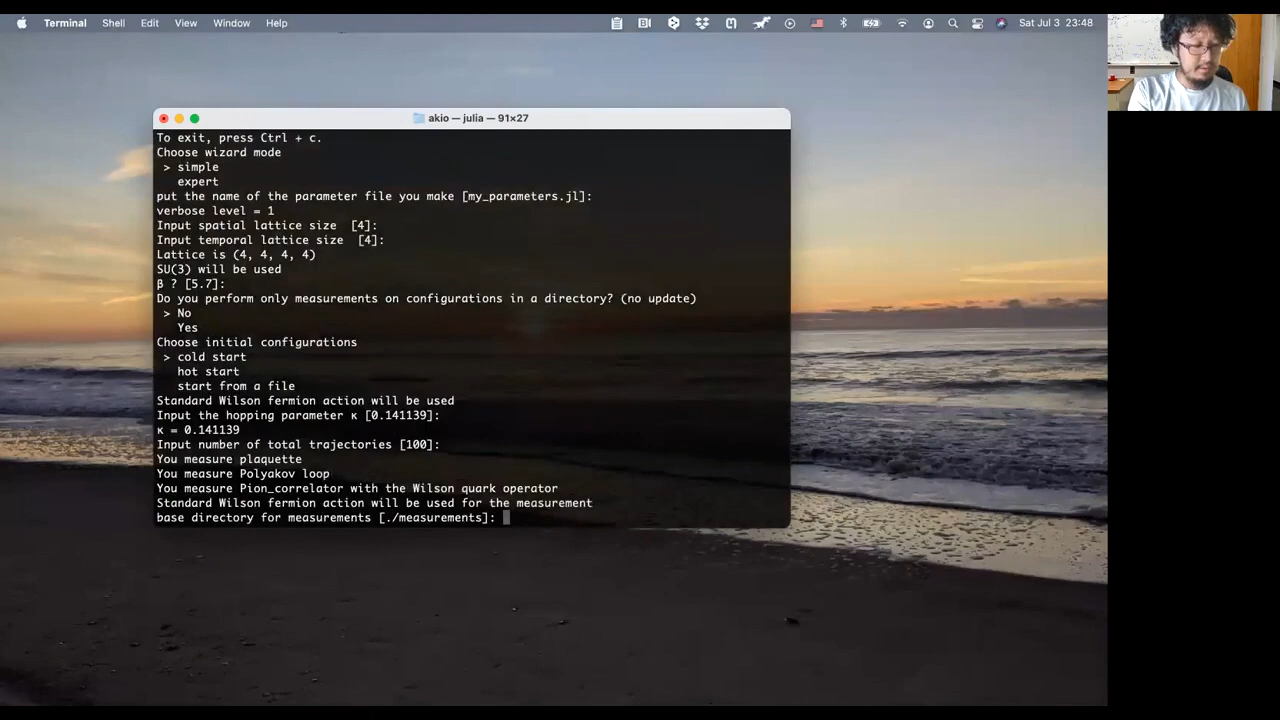 Terminal Shell Edit View Window Help Sat Jul 3 23:48
akio — julia — 91×27
To exit, press Ctrl + c.
Choose wizard mode
> simple
expert
put the name of the parameter file you make [my_parameters.jl]:
verbose level = 1
Input spatial lattice size [4]:
Input temporal lattice size [4]:
Lattice is (4, 4, 4, 4)
SU(3) will be used
β ? [5.7]:
Do you perform only measurements on configurations in a directory? (no update)
> No
Yes
Choose initial configurations
> cold start
hot start
start from a file
Standard Wilson fermion action will be used
Input the hopping parameter κ [0.141139]:
κ = 0.141139
Input number of total trajectories [100]:
You measure plaquette
You measure Polyakov loop
You measure Pion_correlator with the Wilson quark operator
Standard Wilson fermion action will be used for the measurement
base directory for measurements [./measurements]: